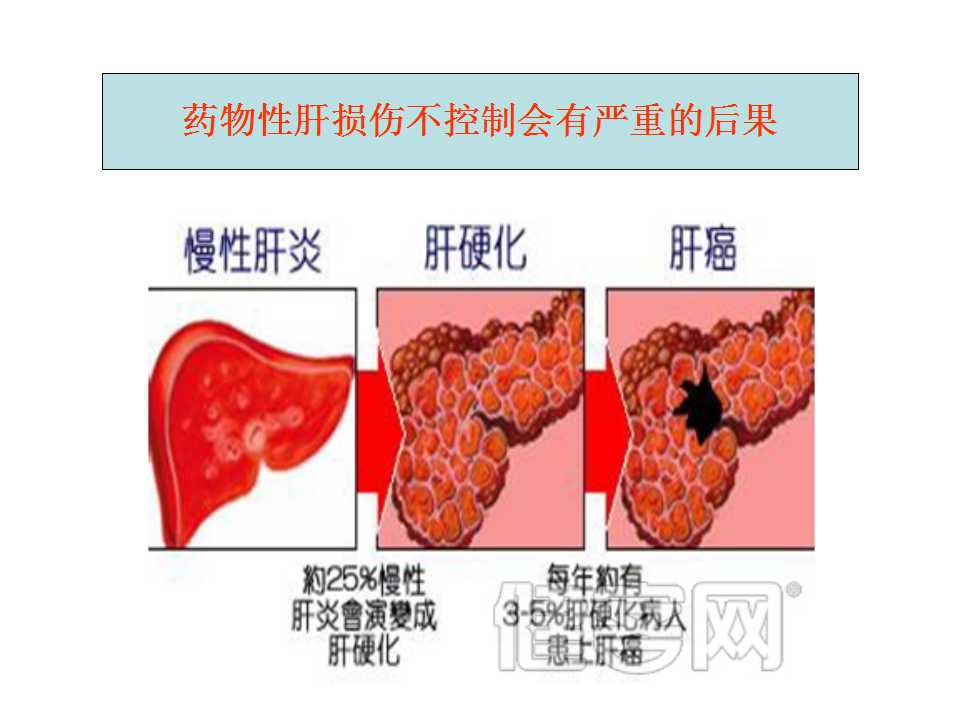 药物性肝损伤不控制会有严重的后果
慢性肝炎
肝硬化
肝癌
約25%慢性
肝炎會演變成
肝硬化
每年約有
3-5%肝硬化病人
患上肝癌
健客网®